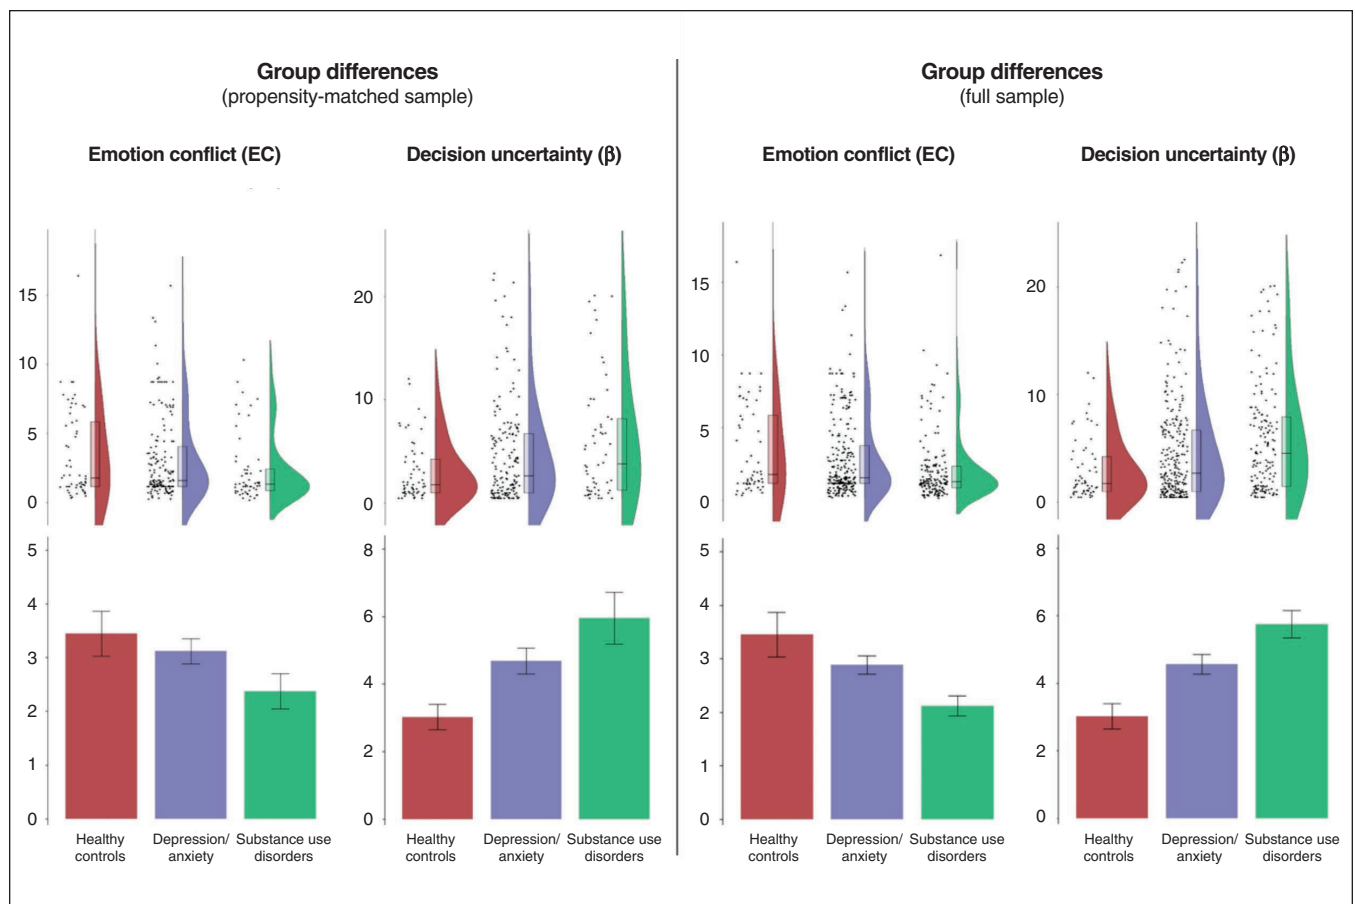 Group differences
(propensity-matched sample)
Emotion conflict (EC)
Decision uncertainty (β)
15
10
5
0
20
10
0
5
4
3
2
1
0
8
6
4
2
0
Healthy
controls
Depression/
anxiety
Substance use
disorders
Healthy
controls
Depression/
anxiety
Substance use
disorders
Group differences
(full sample)
Emotion conflict (EC)
Decision uncertainty (β)
15
10
5
0
20
10
0
5
4
3
2
1
0
8
6
4
2
0
Healthy
controls
Depression/
anxiety
Substance use
disorders
Healthy
controls
Depression/
anxiety
Substance use
disorders